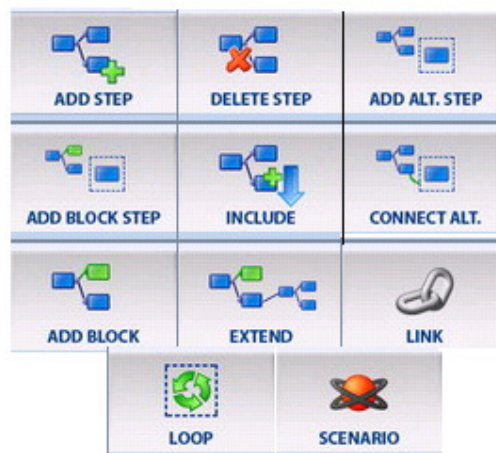 ADD STEP
DELETE STEP
ADD ALT. STEP
ADD BLOCK STEP
INCLUDE
CONNECT ALT.
ADD BLOCK
EXTEND
LINK
LOOP
SCENARIO